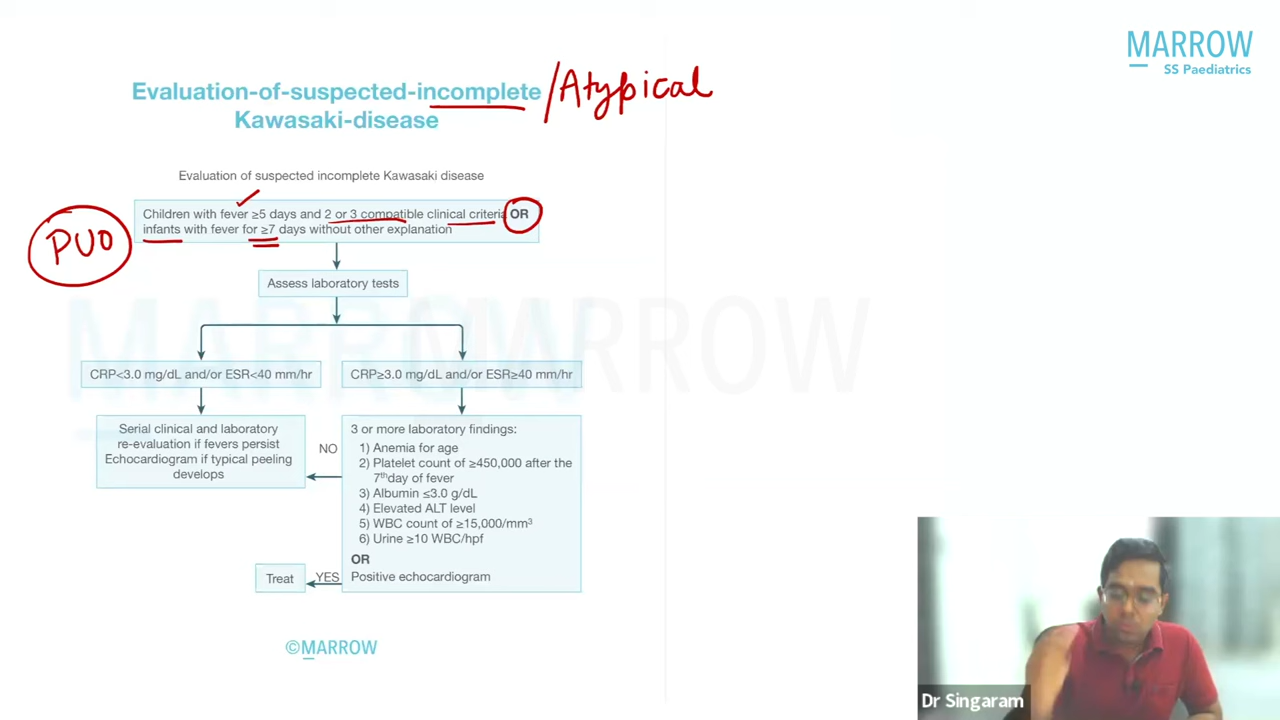 MARROW
SS Paediatrics
Evaluation-of-suspected-incomplete /Atypical
Kawasaki-disease
Evaluation of suspected incomplete Kawasaki disease
Children with fever ≥5 days and 2 or 3 compatible clinical criteria OR
infants with fever for ≥7 days without other explanation
PUO
Assess laboratory tests
CRP<3.0 mg/dL and/or ESR<40 mm/hr
CRP≥3.0 mg/dL and/or ESR≥40 mm/hr
Serial clinical and laboratory
re-evaluation if fevers persist
Echocardiogram if typical peeling
develops
NO
3 or more laboratory findings:
1) Anemia for age
2) Platelet count of ≥450,000 after the
7th day of fever
3) Albumin ≤3.0 g/dL
4) Elevated ALT level
5) WBC count of ≥15,000/mm³
6) Urine ≥10 WBC/hpf
OR
Positive echocardiogram
YES
Treat
©MARROW
MARROW
MARROW
Dr Singaram